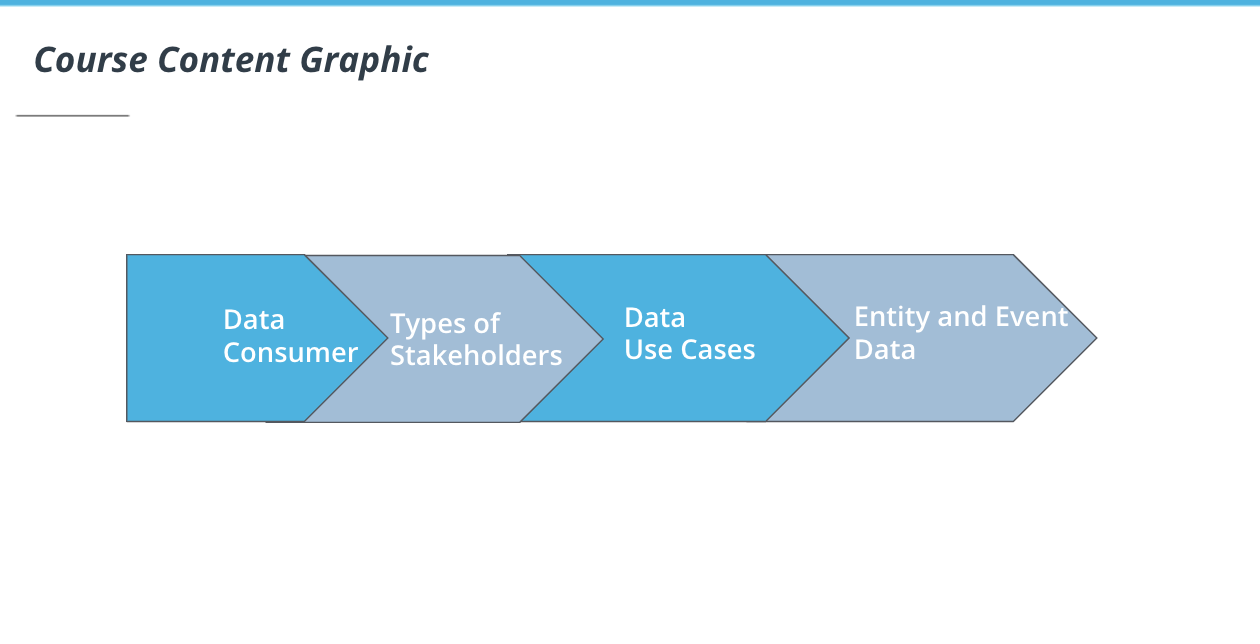 Course Content Graphic
Data
Consumer
Types of
Stakeholders
Data
Use Cases
Entity and Event
Data